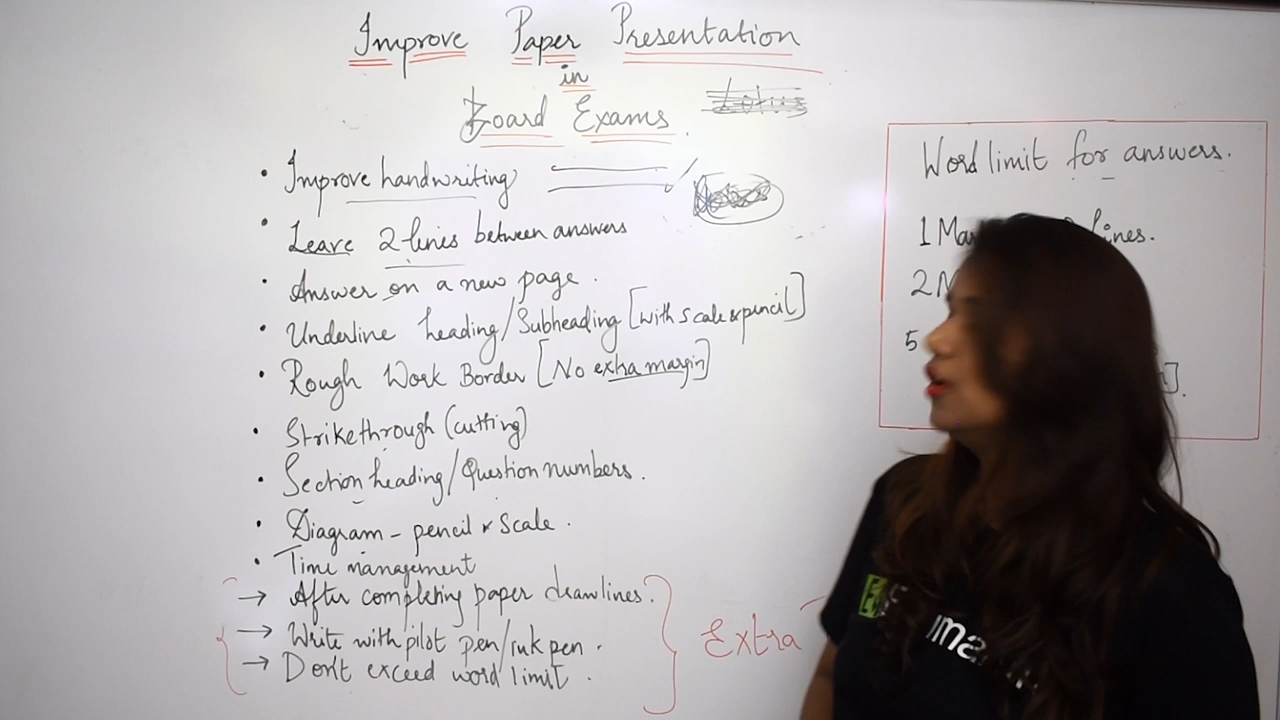 Improve Paper Presentation
in
Board Exams.
• Improve handwriting
• Leave 2 lines between answers
• Answer on a new page.
• Underline heading/Subheading [with scale & pencil]
• Rough Work Border [No extra margin]
• Strikethrough (cutting)
• Section heading/Question numbers.
• Diagram - pencil & scale.
• Time management
→ After completing paper drawlines.
→ Write with pilot pen/ink pen.
→ Don't exceed word limit.
Extra
Word limit for answers.
1 Mar lines.
2 M
5